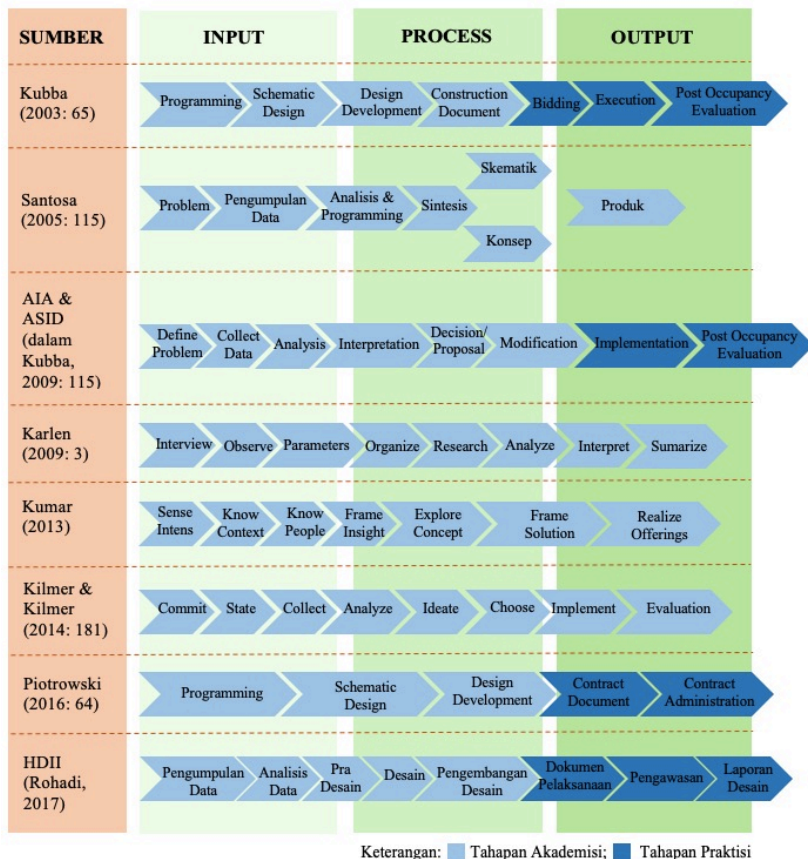 SUMBER INPUT PROCESS OUTPUT
Kubba
(2003: 65)
Programming
Schematic
Design
Design
Development
Construction
Document
Bidding
Execution
Post Occupancy
Evaluation
Santosa
(2005: 115)
Problem
Pengumpulan
Data
Analisis &
Programming
Sintesis
Skematik
Konsep
Produk
AIA &
ASID
(dalam
Kubba,
2009: 115)
Define
Problem
Collect
Data
Analysis
Interpretation
Decision/
Proposal
Modification
Implementation
Post Occupancy
Evaluation
Karlen
(2009: 3)
Interview
Observe
Parameters
Organize
Research
Analyze
Interpret
Sumarize
Kumar
(2013)
Sense
Intens
Know
Context
Know
People
Frame
Insight
Explore
Concept
Frame
Solution
Realize
Offerings
Kilmer &
Kilmer
(2014: 181)
Commit
State
Collect
Analyze
Ideate
Choose
Implement
Evaluation
Piotrowski
(2016: 64)
Programming
Schematic
Design
Design
Development
Contract
Document
Contract
Administration
HDII
(Rohadi,
2017)
Pengumpulan
Data
Analisis
Data
Pra
Desain
Desain
Pengembangan
Desain
Dokumen
Pelaksanaan
Pengawasan
Laporan
Desain
Keterangan: Tahapan Akademisi; Tahapan Praktisi